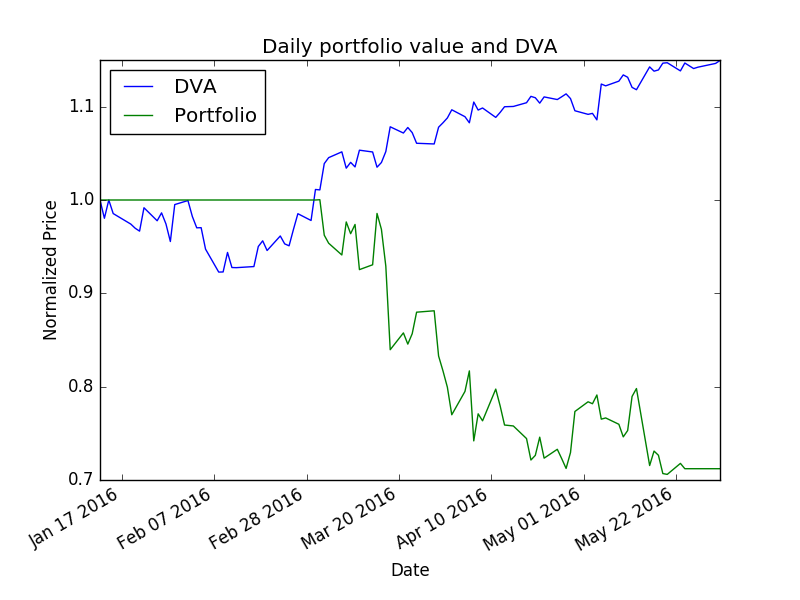 Daily portfolio value and DVA
DVA
Portfolio
1.1
1.0
0.9
0.8
0.7
Normalized Price
Jan 17 2016
Feb 07 2016
Feb 28 2016
Mar 20 2016
Apr 10 2016
May 01 2016
May 22 2016
Date